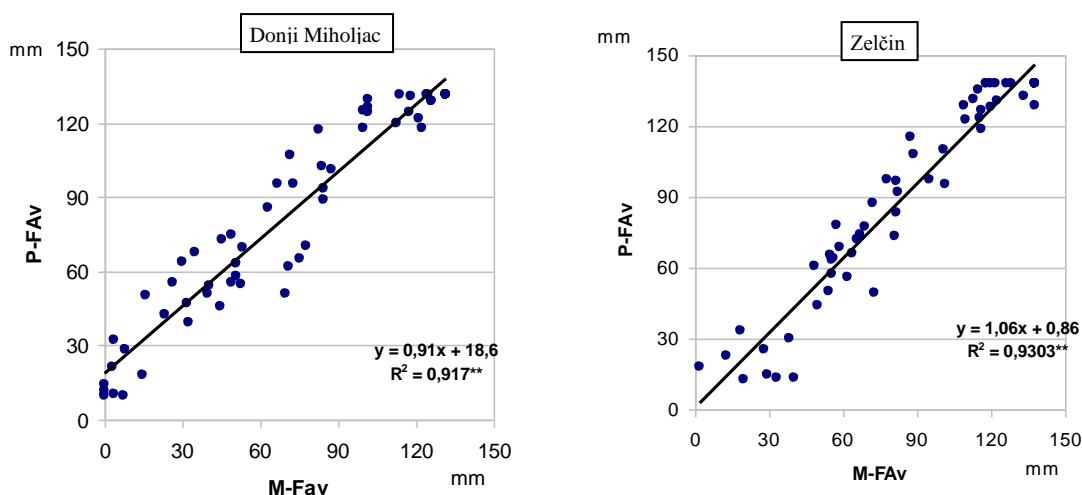 Donji Miholjac
mm
150
120
90
60
30
0
P-FAv
y = 0,91x + 18,6
R² = 0,917**
0 30 60 90 120 150
M-Fav
mm
Zelčin
mm
150
120
90
60
30
0
P-FAv
y = 1,06x + 0,86
R² = 0,9303**
0 30 60 90 120 150
M-FAv
mm